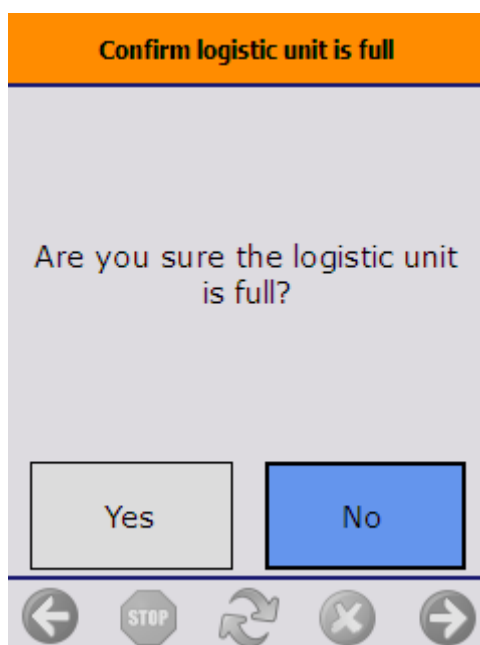 Confirm logistic unit is full
Are you sure the logistic unit
is full?
Yes
No
STOP